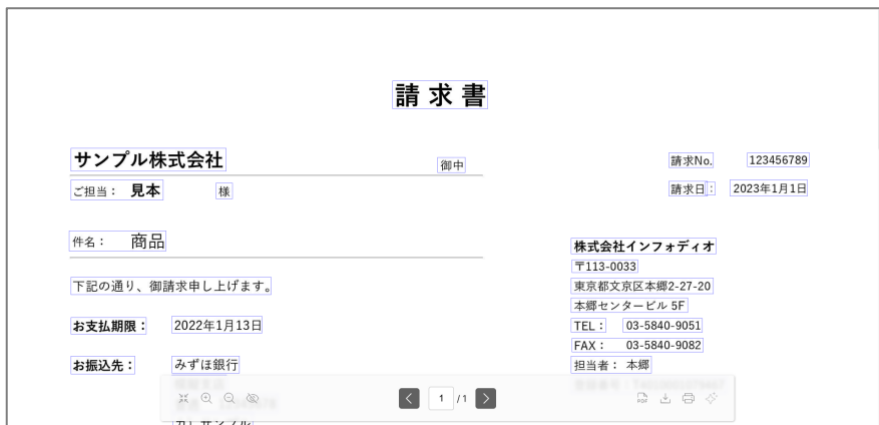 請求書
サンプル株式会社 御中
請求No. 123456789
ご担当： 見本 様
請求日： 2023年1月1日
件名： 商品
株式会社インフォディオ
〒113-0033
下記の通り、御請求申し上げます。
東京都文京区本郷2-27-20
本郷センタービル 5F
お支払期限： 2022年1月13日
TEL： 03-5840-9051
FAX： 03-5840-9082
お振込先： みずほ銀行
担当者： 本郷
1 /1